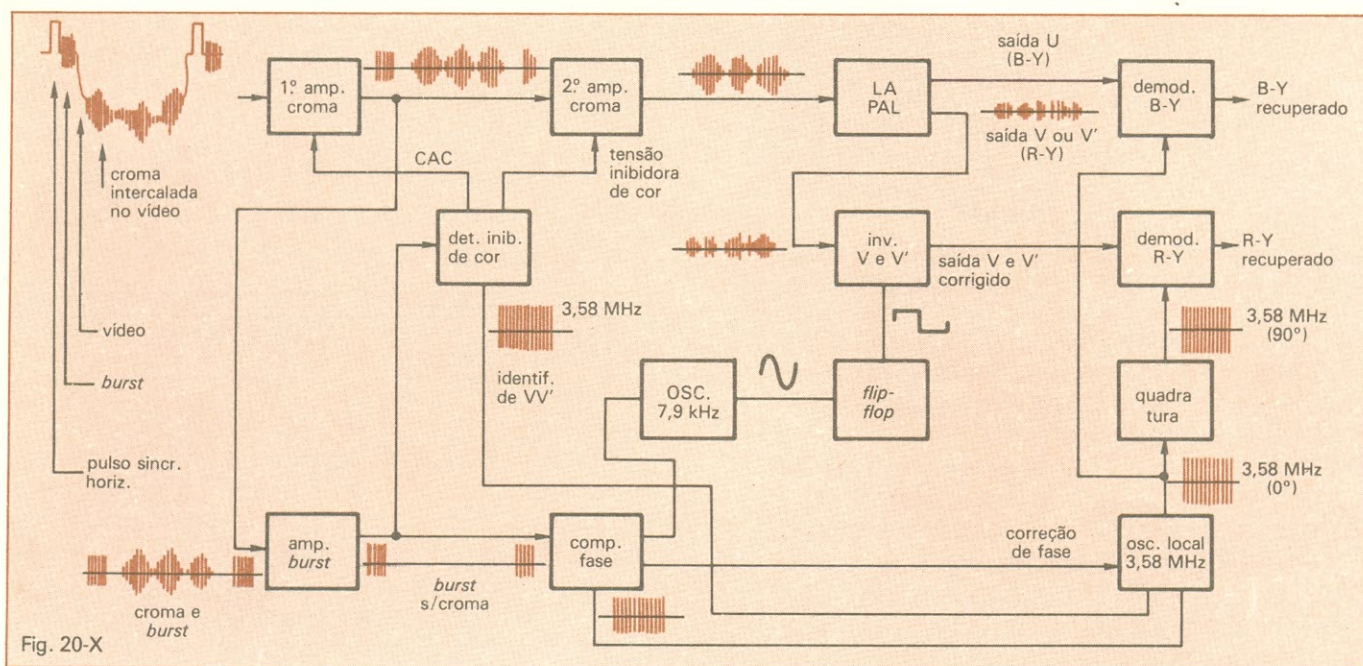 saída U
(B-Y)
1º amp.
croma
2º amp.
croma
LA
PAL
demod.
B-Y
B-Y
recuperado
saída V ou V'
(R-Y)
CAC
tensão
inibidora
de cor
croma
intercalada
no vídeo
det. inib.
de cor
inv.
V e V'
saída V e V'
corrigido
demod.
R-Y
R-Y
recuperado
3,58 MHz
3,58 MHz
(90°)
vídeo
identif.
de VV'
OSC.
7,9 kHz
flip-
flop
quadra
tura
burst
pulso sincr.
horiz.
3,58 MHz
(0°)
amp.
burst
comp.
fase
correção
de fase
osc. local
3,58 MHz
burst
s/croma
croma e
burst
Fig. 20-X